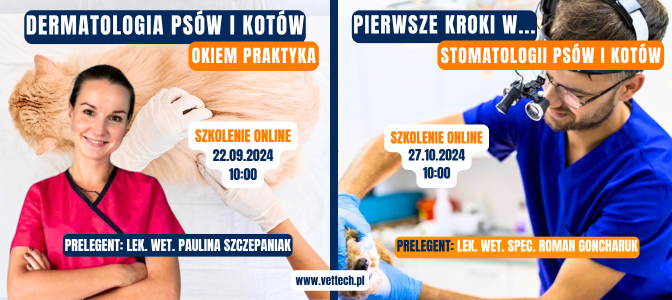 DERMATOLOGIA PSÓW I KOTÓW
OKIEM PRAKTYKA
SZKOLENIE ONLINE
22.09.2024
10:00
PRELEGENT: LEK. WET. PAULINA SZCZEPANIAK
PIERWSZE KROKI W...
STOMATOLOGII PSÓW I KOTÓW
SZKOLENIE ONLINE
27.10.2024
10:00
PRELEGENT: LEK. WET. SPEC. ROMAN GONCHARUK
www.vettech.pl